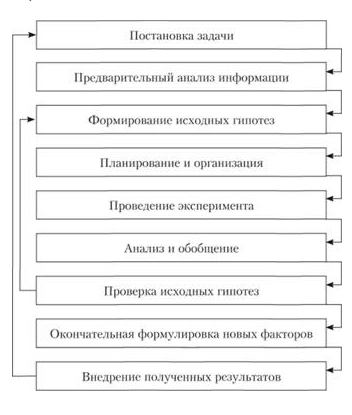 Постановка задачи
Предварительный анализ информации
Формирование исходных гипотез
Планирование и организация
Проведение эксперимента
Анализ и обобщение
Проверка исходных гипотез
Окончательная формулировка новых факторов
Внедрение полученных результатов